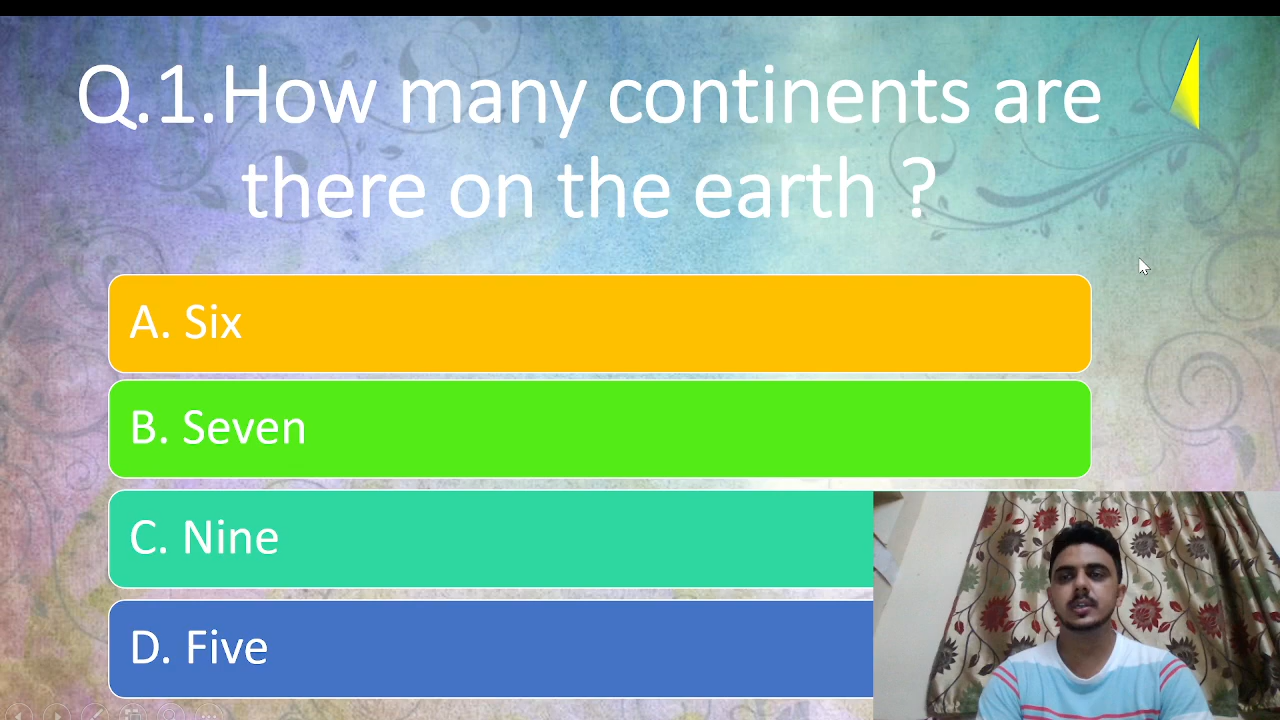 Q.1.How many continents are
there on the earth ?
A. Six
B. Seven
C. Nine
D. Five